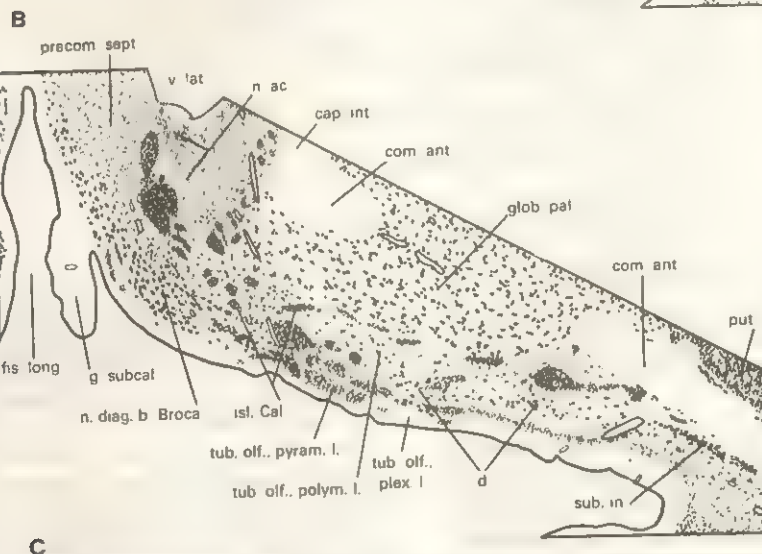 B
precom sept
v lat
n ac
cap int
com ant
glob pal
com ant
put
fis long
g subcal
n. diag. b Broca
isl. Cal
tub. olf., pyram. l.
tub olf., polym. l.
tub olf., plex l
d
sub. in
C